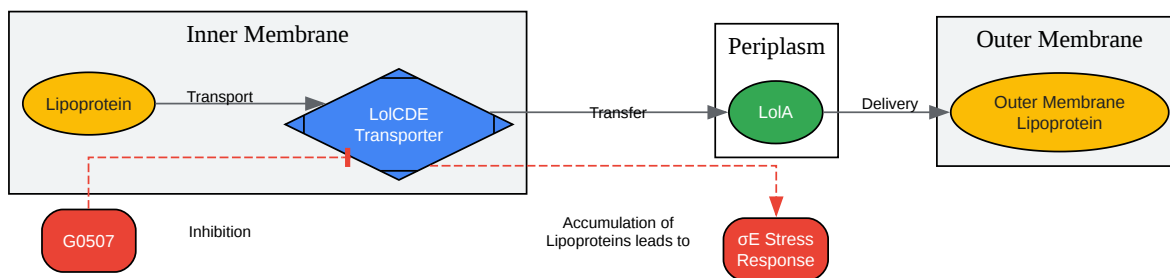 Inner Membrane
Periplasm
Outer Membrane
Lipoprotein
Transport
LolCDE
Transporter
Transfer
LolA
Delivery
Outer Membrane
Lipoprotein
G0507
Inhibition
Accumulation of
Lipoproteins leads to
σE Stress
Response